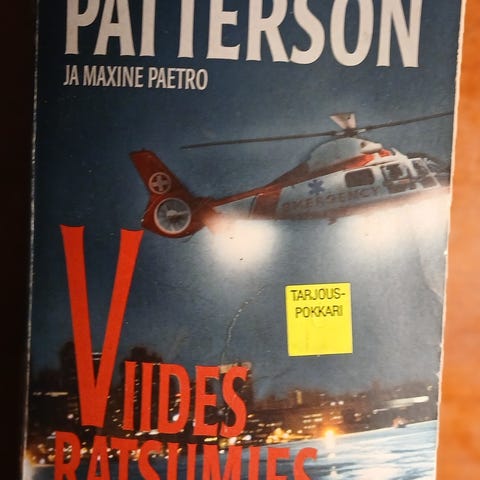 PATTERSON
JA MAXINE PAETRO
EMERGENCY
TARJOUS-
POKKARI
VIIDES
RATSUMIES